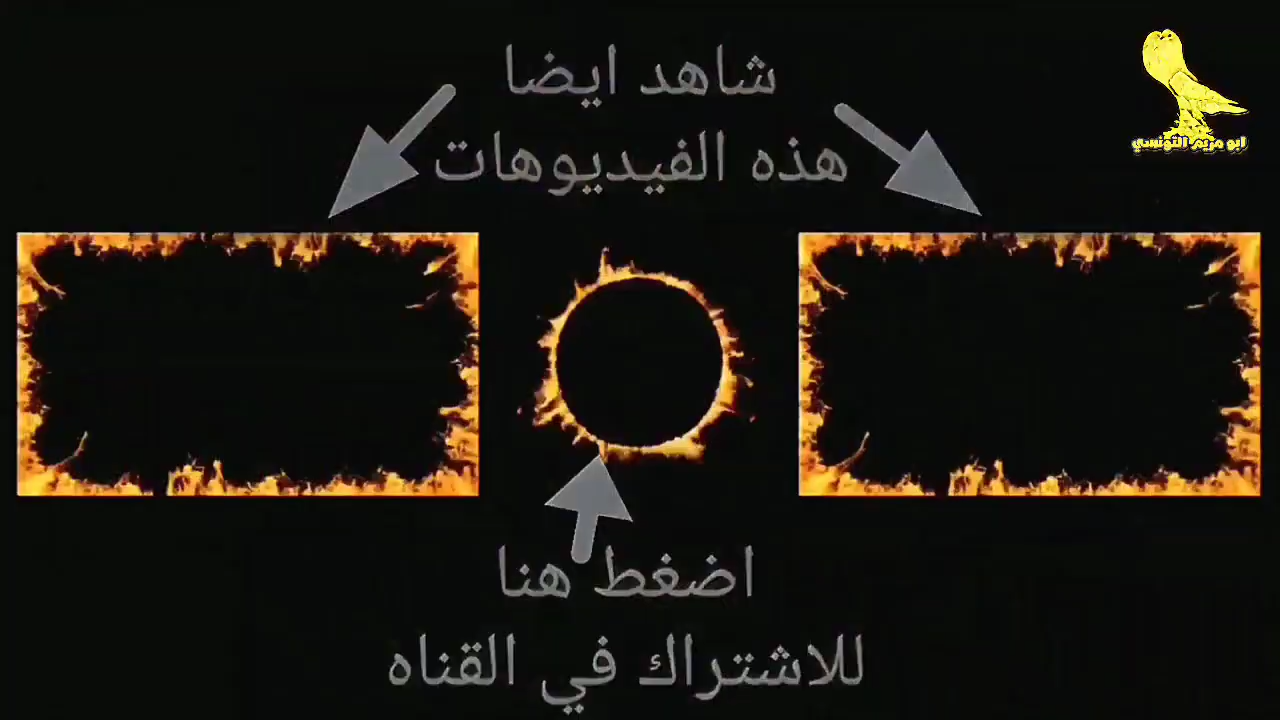 شاهد ايضا
هذه الفيديوهات
ابو مريم التونسي
اضغط هنا
للاشتراك في القناه